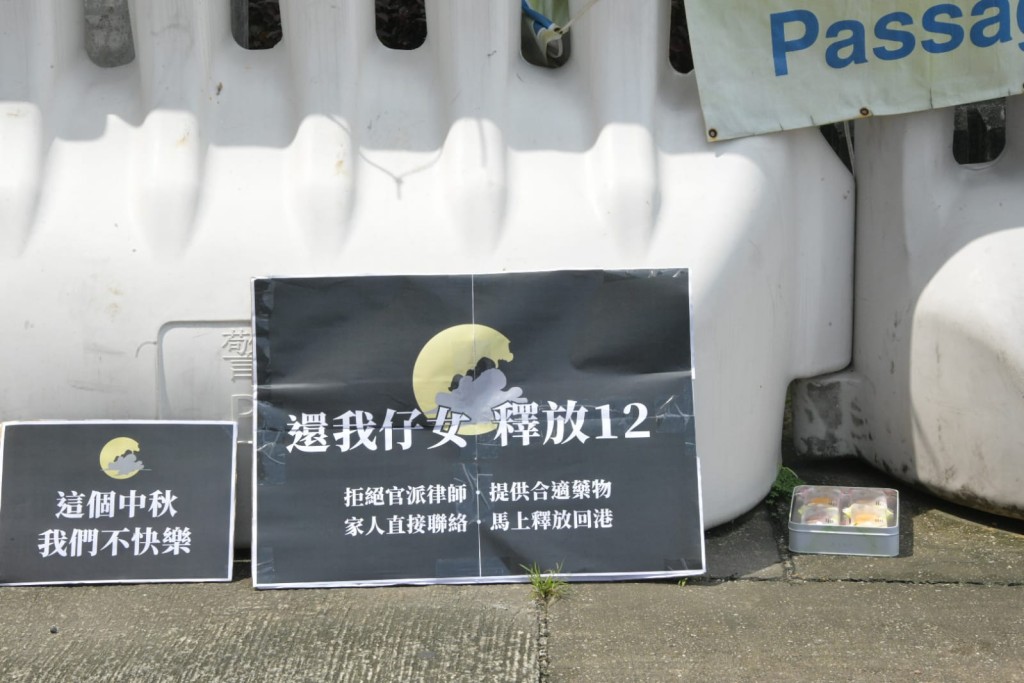 Passag
警
P
還我仔女 釋放12
拒絕官派律師·提供合適藥物
家人直接聯絡·馬上釋放回港
這個中秋
我們不快樂